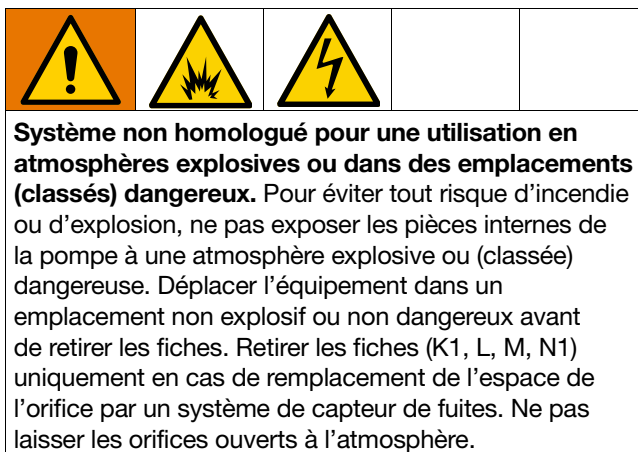 Système non homologué pour une utilisation en
atmosphères explosives ou dans des emplacements
(classés) dangereux. Pour éviter tout risque d’incendie
ou d’explosion, ne pas exposer les pièces internes de
la pompe à une atmosphère explosive ou (classée)
dangereuse. Déplacer l’équipement dans un
emplacement non explosif ou non dangereux avant
de retirer les fiches. Retirer les fiches (K1, L, M, N1)
uniquement en cas de remplacement de l’espace de
l’orifice par un système de capteur de fuites. Ne pas
laisser les orifices ouverts à l’atmosphère.